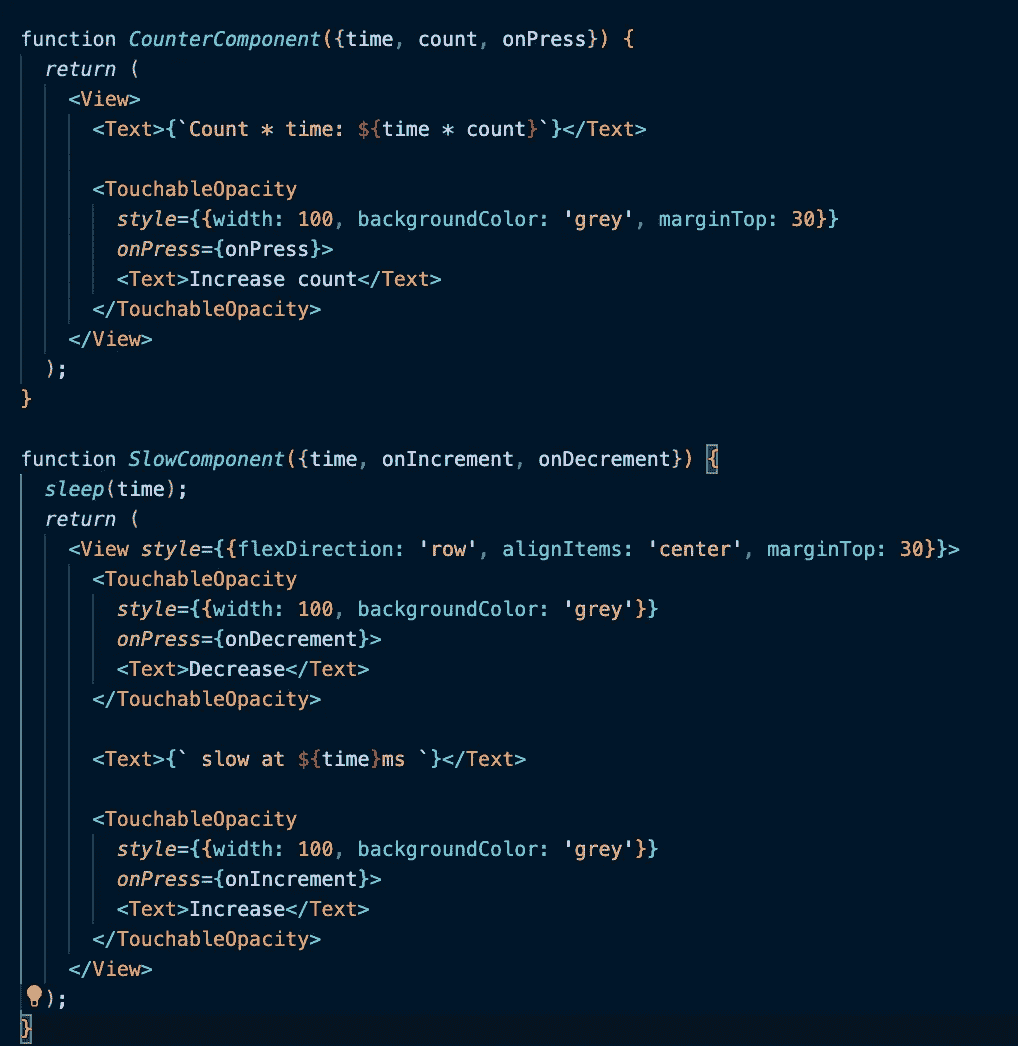 function CounterComponent({time, count, onPress}) {
  return (
    <View>
      <Text>{`Count * time: ${time * count}`}</Text>

      <TouchableOpacity
        style={{width: 100, backgroundColor: 'grey', marginTop: 30}}
        onPress={onPress}>
        <Text>Increase count</Text>
      </TouchableOpacity>
    </View>
  );
}

function SlowComponent({time, onIncrement, onDecrement}) {
  sleep(time);
  return (
    <View style={{flexDirection: 'row', alignItems: 'center', marginTop: 30}}>
      <TouchableOpacity
        style={{width: 100, backgroundColor: 'grey'}}
        onPress={onDecrement}>
        <Text>Decrease</Text>
      </TouchableOpacity>

      <Text>{` slow at ${time}ms `}</Text>

      <TouchableOpacity
        style={{width: 100, backgroundColor: 'grey'}}
        onPress={onIncrement}>
        <Text>Increase</Text>
      </TouchableOpacity>
    </View>
  );
}